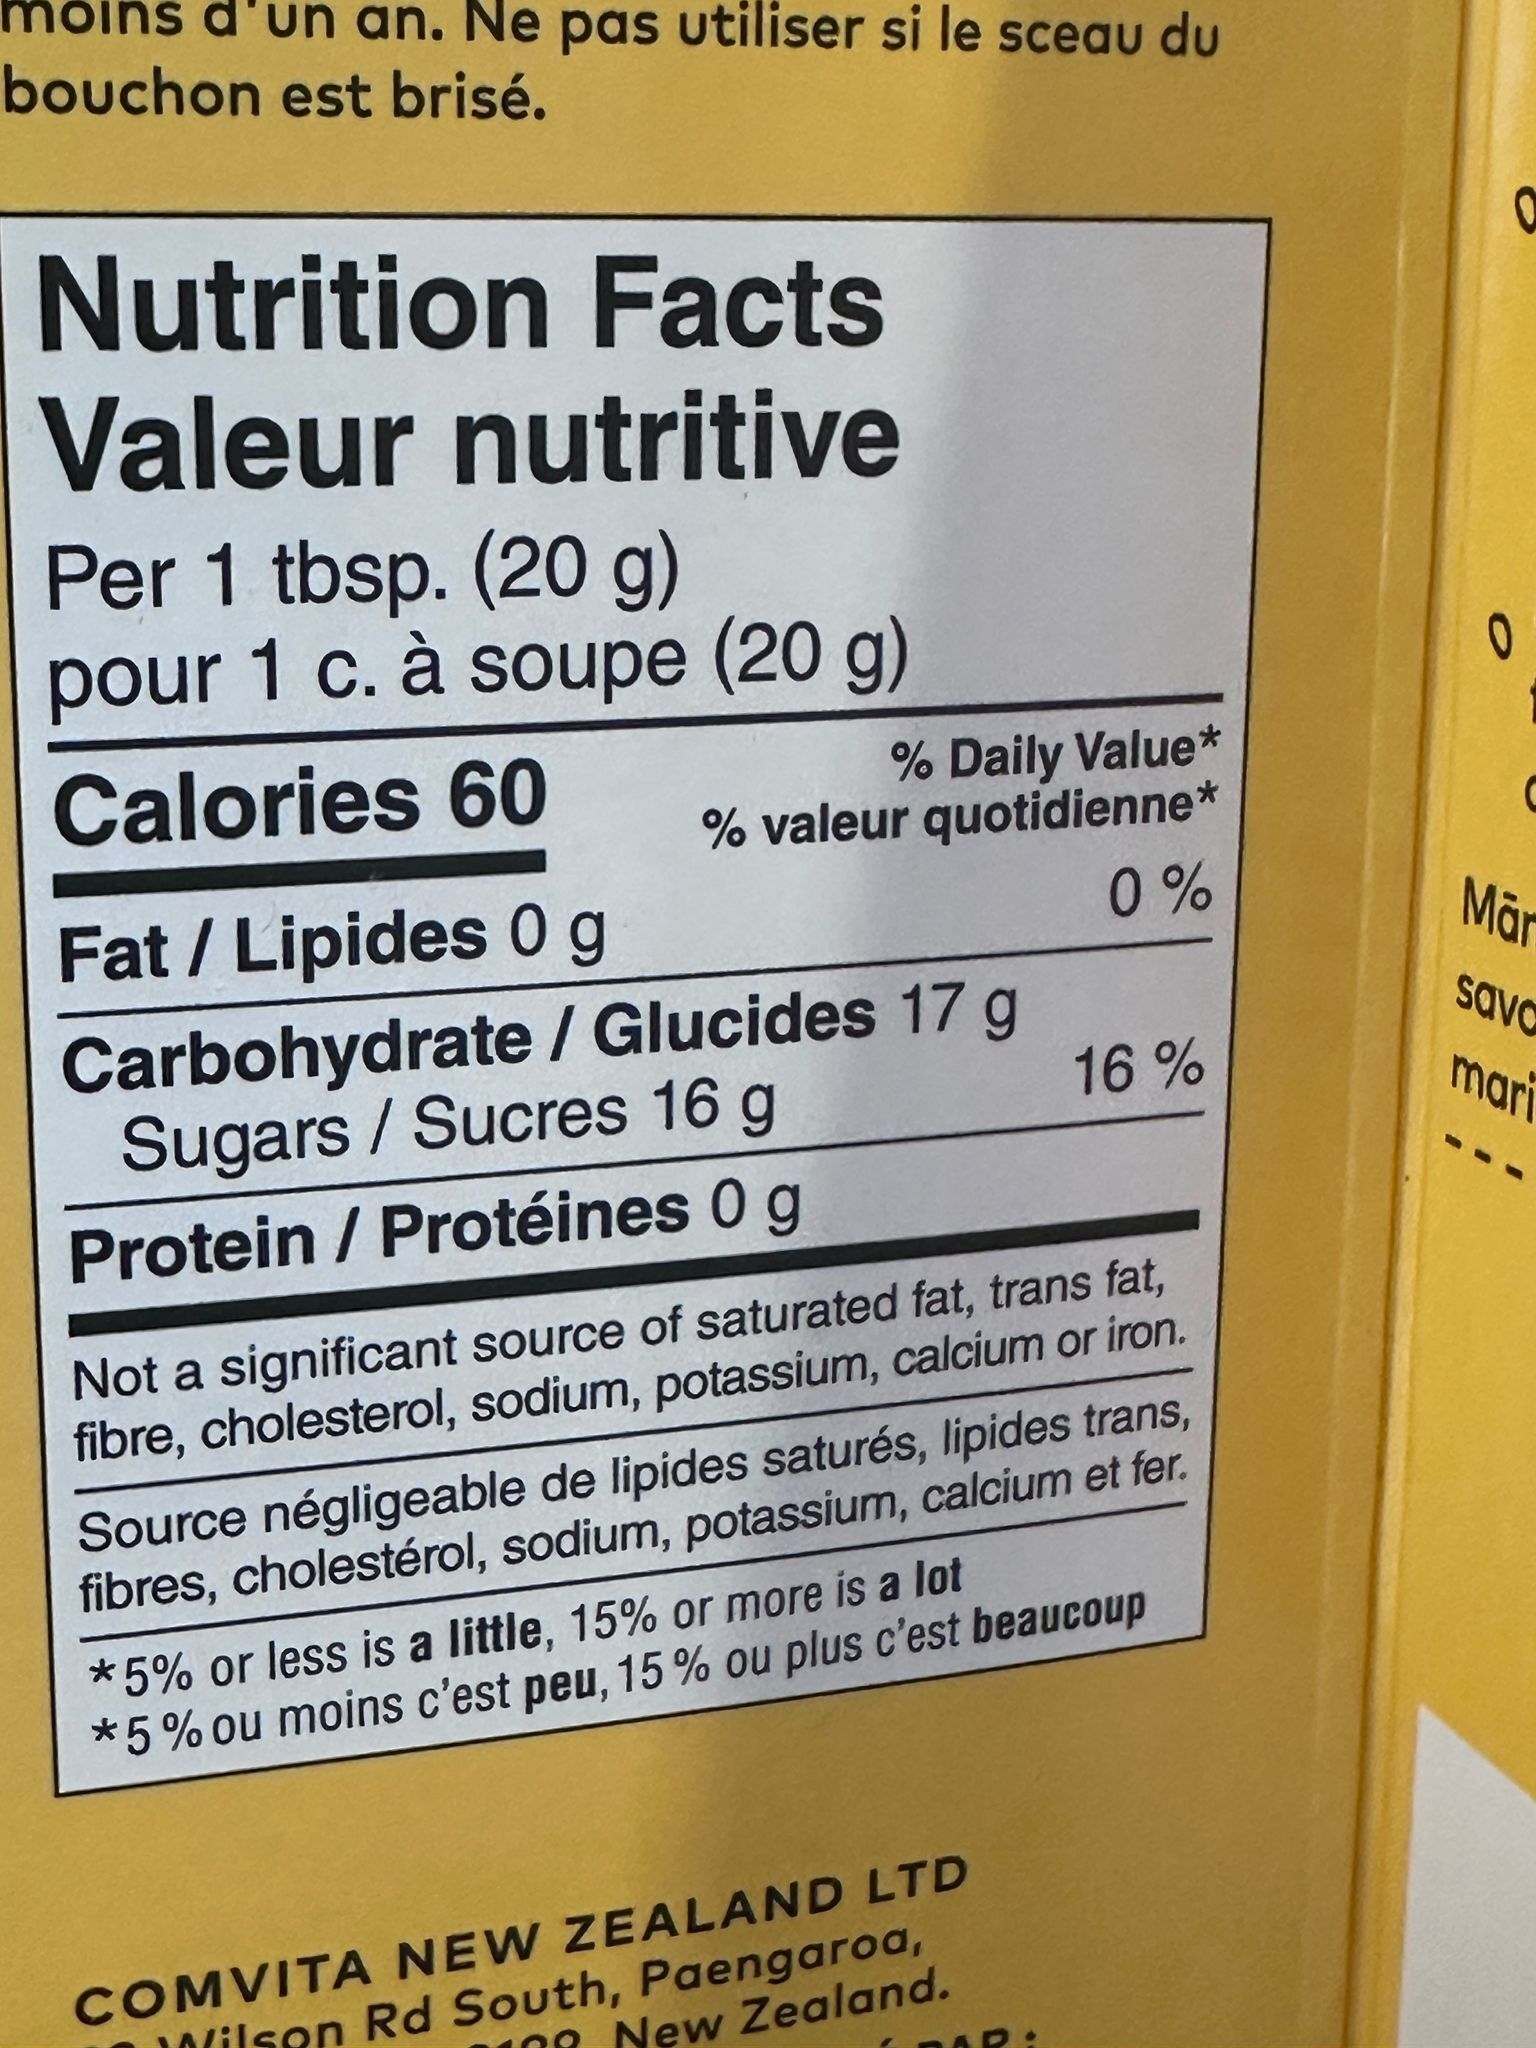 moins d'un an. Ne pas utiliser si le sceau du
bouchon est brisé.
Nutrition Facts
Valeur nutritive
Per 1 tbsp. (20 g)
pour 1 c. à soupe (20 g)
Calories 60
% Daily Value*
% valeur quotidienne*
Fat / Lipides 0 g 0 %
Carbohydrate / Glucides 17 g
Sugars / Sucres 16 g 16 %
Protein / Protéines 0 g
Not a significant source of saturated fat, trans fat,
fibre, cholesterol, sodium, potassium, calcium or iron.
Source négligeable de lipides saturés, lipides trans,
fibres, cholestérol, sodium, potassium, calcium et fer.
*5% or less is a little, 15% or more is a lot
*5 % ou moins c'est peu, 15 % ou plus c'est beaucoup
COMVITA NEW ZEALAND LTD
Wilson Rd South, Paengaroa,
New Zealand.
PAR :